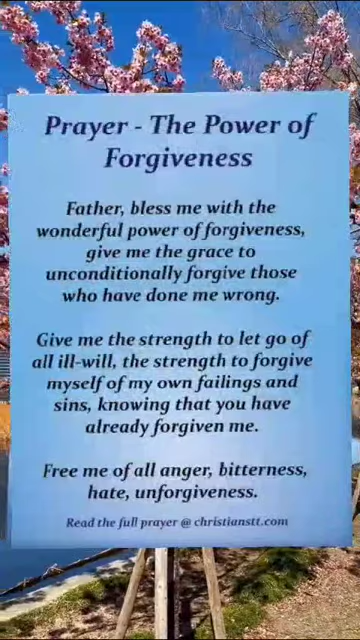 Prayer - The Power of
Forgiveness
Father, bless me with the
wonderful power of forgiveness,
give me the grace to
unconditionally forgive those
who have done me wrong.
Give me the strength to let go of
all ill-will, the strength to forgive
myself of my own failings and
sins, knowing that you have
already forgiven me.
Free me of all anger, bitterness,
hate, unforgiveness.
Read the full prayer @ christianstt.com